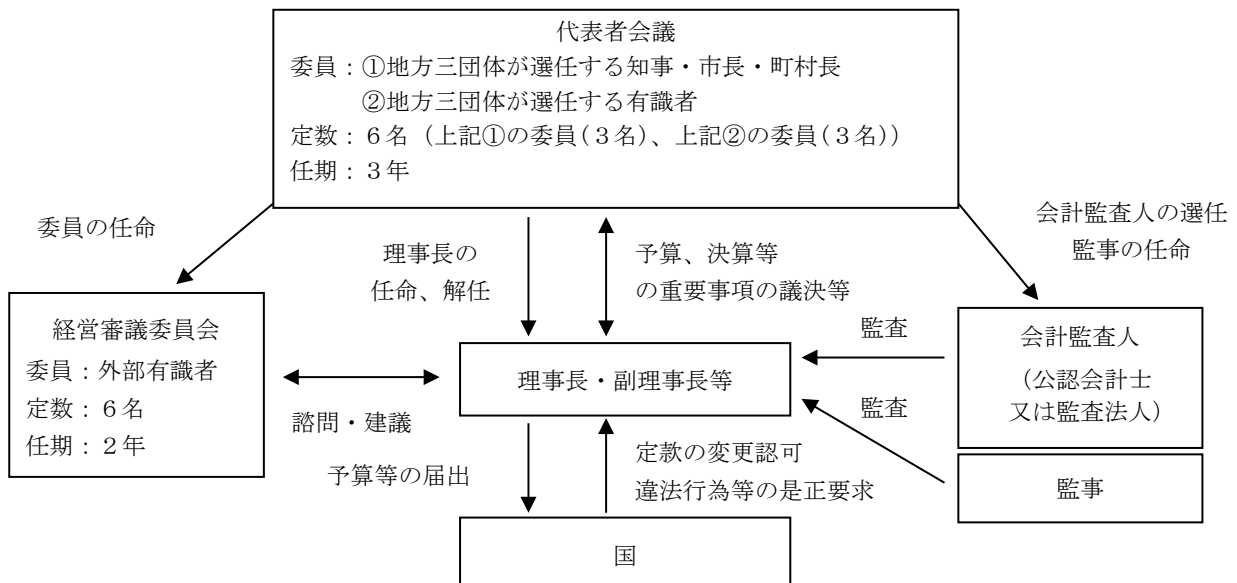 代表者会議
委員：①地方三団体が選任する知事・市長・町村長
②地方三団体が選任する有識者
定数：６名（上記①の委員(３名)、上記②の委員(３名)）
任期：３年
委員の任命
理事長の
任命、解任
予算、決算等
の重要事項の議決等
会計監査人の選任
監事の任命
経営審議委員会
委員：外部有識者
定数：６名
任期：２年
諮問・建議
理事長・副理事長等
監査
監査
会計監査人
（公認会計士
又は監査法人）
監事
予算等の届出
定款の変更認可
違法行為等の是正要求
国